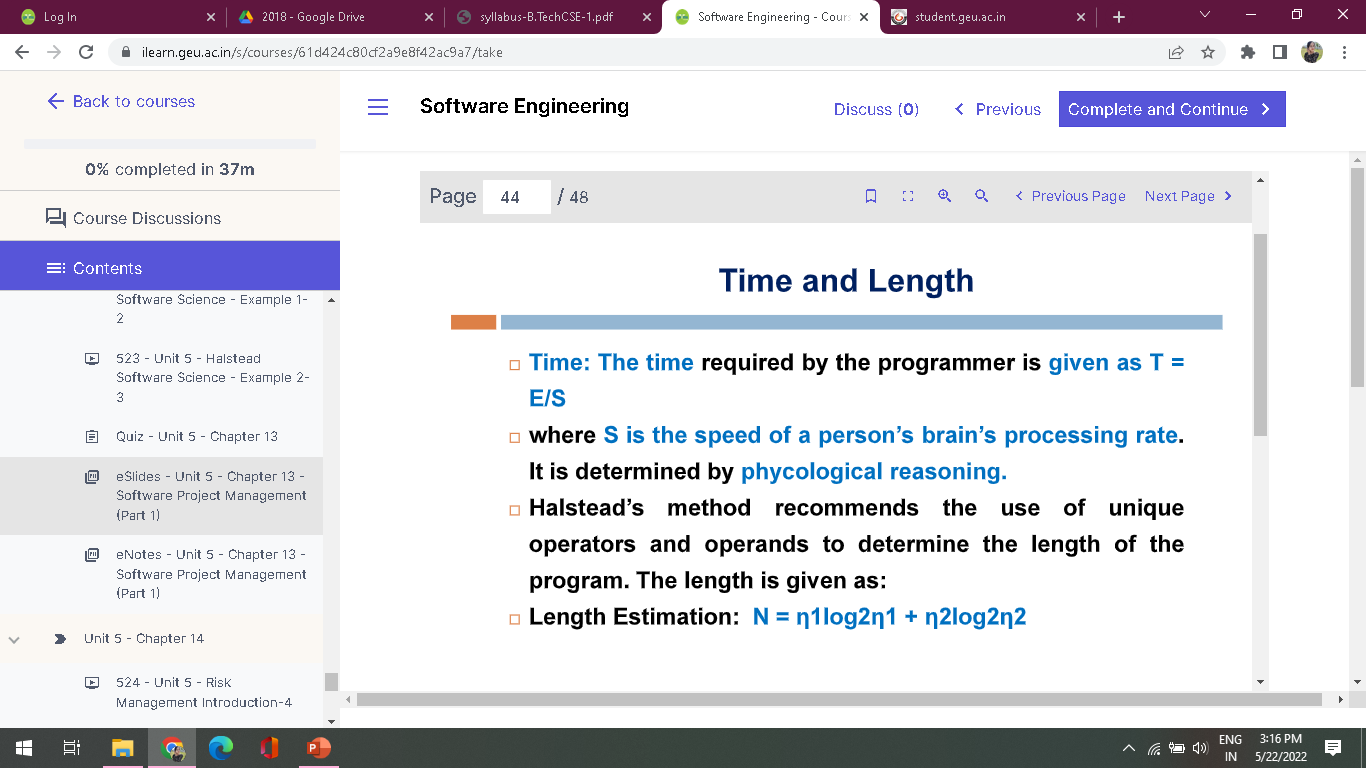 Log In
2018 - Google Drive
syllabus-B.TechCSE-1.pdf
Software Engineering - Cour
student.geu.ac.in
ilearn.geu.ac.in/s/courses/61d424c80cf2a9e8f42ac9a7/take
Back to courses
0% completed in 37m
Course Discussions
Contents
Software Science - Example 1-
2
523 - Unit 5 - Halstead
Software Science - Example 2-
3
Quiz - Unit 5 - Chapter 13
eSlides - Unit 5 - Chapter 13 -
Software Project Management
(Part 1)
eNotes - Unit 5 - Chapter 13 -
Software Project Management
(Part 1)
Unit 5 - Chapter 14
524 - Unit 5 - Risk
Management Introduction-4
Software Engineering
Discuss (0)
Previous
Complete and Continue
Page 44 / 48
Previous Page
Next Page
Time and Length
Time: The time required by the programmer is given as T =
E/S
where S is the speed of a person's brain's processing rate.
It is determined by phycological reasoning.
Halstead's method recommends the use of unique
operators and operands to determine the length of the
program. The length is given as:
Length Estimation: N = η1log2η1 + η2log2η2
ENG
IN
3:16 PM
5/22/2022